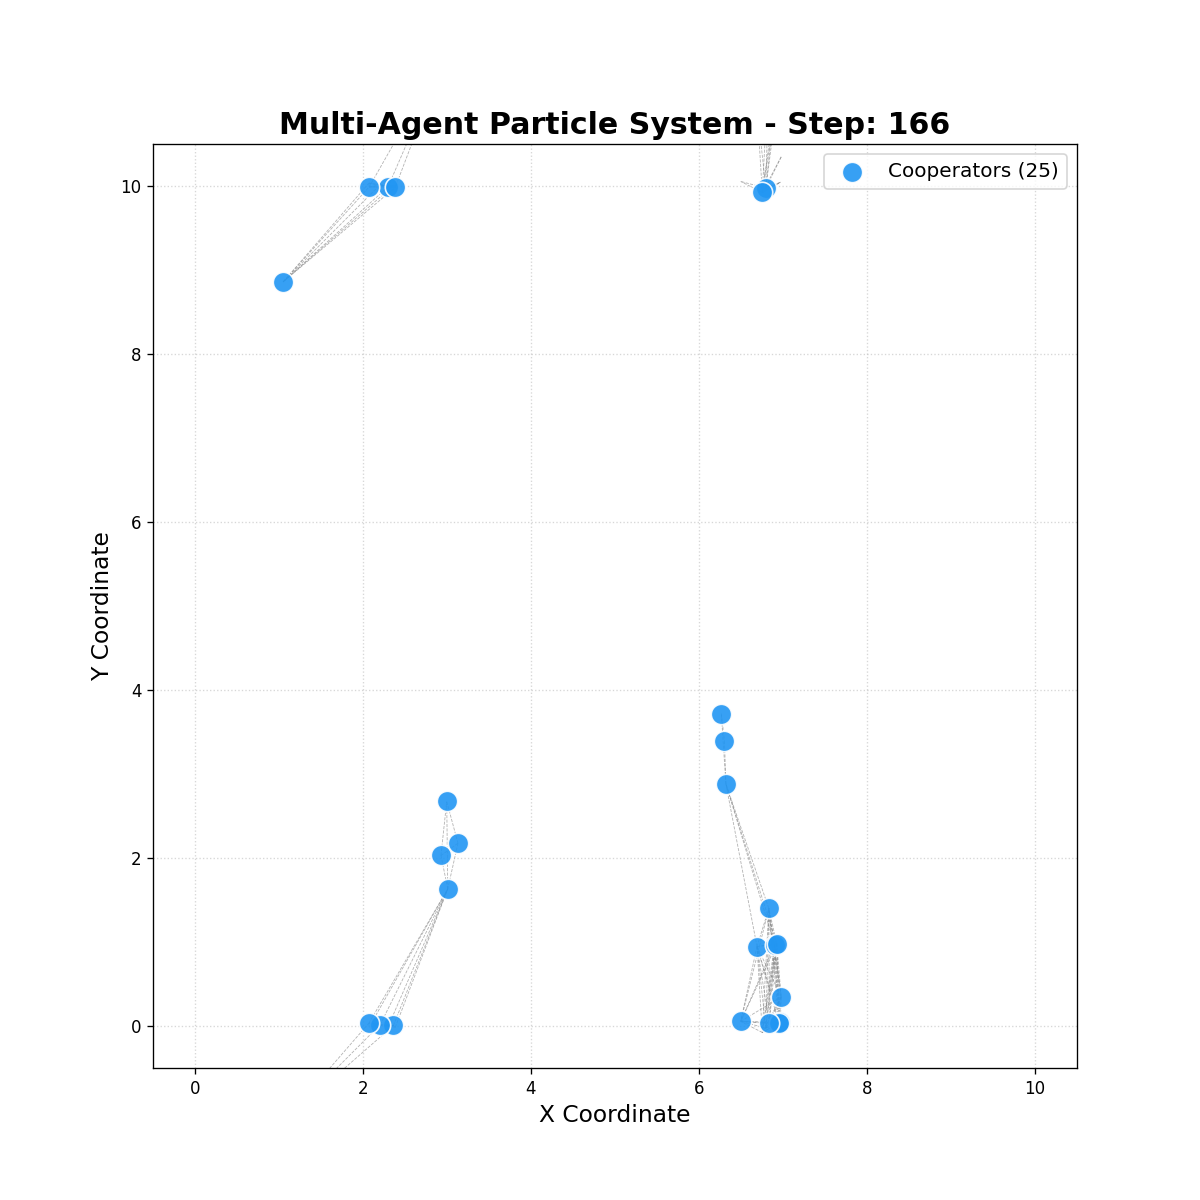 Multi-Agent Particle System - Step: 166
Cooperators (25)
10
8
6
4
2
0
Y Coordinate
0 2 4 6 8 10
X Coordinate